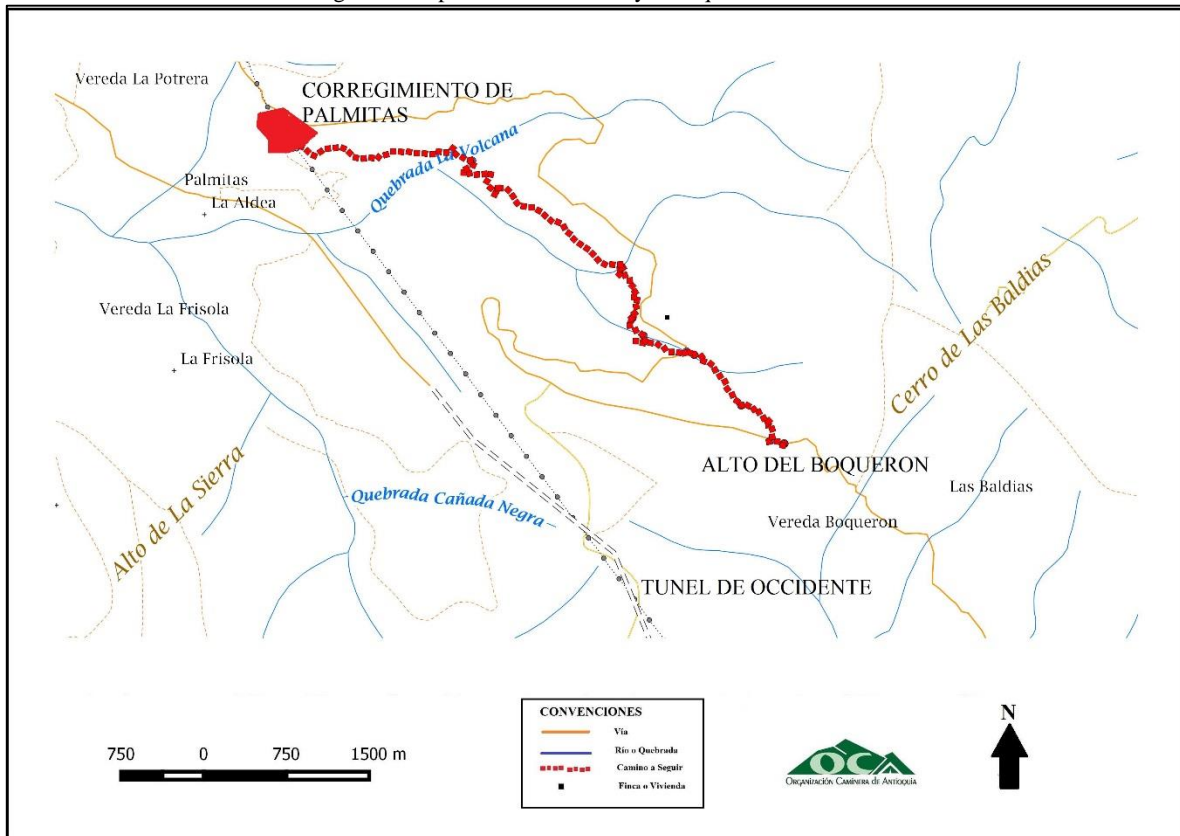 Vereda La Potrera
CORREGIMIENTO DE
PALMITAS
Quebrada La Volcana
Palmitas
La Aldea
Vereda La Frisola
La Frisola
Cerro de Las Baldias
Alto de La Sierra
ALTO DEL BOQUERON
Las Baldias
Quebrada Cañada Negra
Vereda Boqueron
TUNEL DE OCCIDENTE
750 0 750 1500 m
CONVENCIONES
Vía
Río o Quebrada
Camino a Seguir
Finca o Vivienda
OCA
ORGANIZACIÓN CAMINERA DE ANTIOQUIA
N